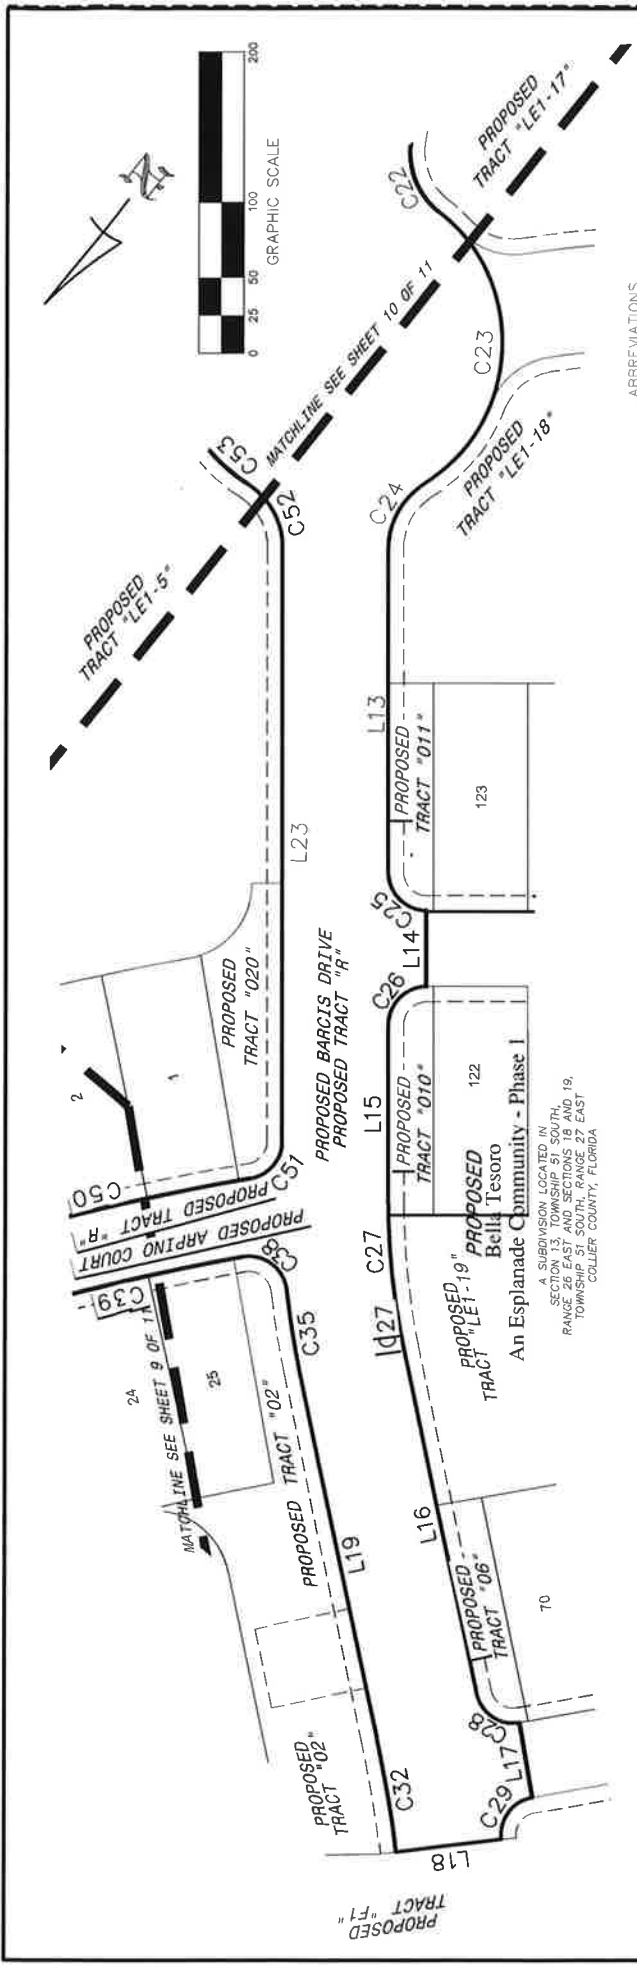 0
25
50
100
200
GRAPHIC SCALE
N
PROPOSED
TRACT "LE1-17"
C22
MATCHLINE SEE SHEET 10 OF 11
C23
C53
C52
C24
PROPOSED
TRACT "LE1-18"
ABBREVIATIONS
PROPOSED
TRACT "LE1-5"
L23
L13
PROPOSED
TRACT "011"
123
C25
L14
C26
PROPOSED
TRACT "020"
1
2
PROPOSED BARCIS DRIVE
PROPOSED TRACT "R"
L15
PROPOSED
TRACT "010"
122
C51
C50
PROPOSED TRACT "R"
PROPOSED ARPINO COURT
C38
C39
C27
PROPOSED
Bella Tesoro
An Esplanade Community - Phase 1
A SUBDIVISION LOCATED IN
SECTION 13, TOWNSHIP 51 SOUTH,
RANGE 26 EAST AND SECTIONS 18 AND 19,
TOWNSHIP 51 SOUTH, RANGE 27 EAST
COLLIER COUNTY, FLORIDA
PROPOSED
TRACT "LE1-19"
C35
24
25
MATCHLINE SEE SHEET 9 OF 11
PROPOSED TRACT "02"
L19
L16
PROPOSED
TRACT "06"
70
PROPOSED
TRACT "02"
C32
C28
L17
C29
L18
PROPOSED
TRACT "F1"